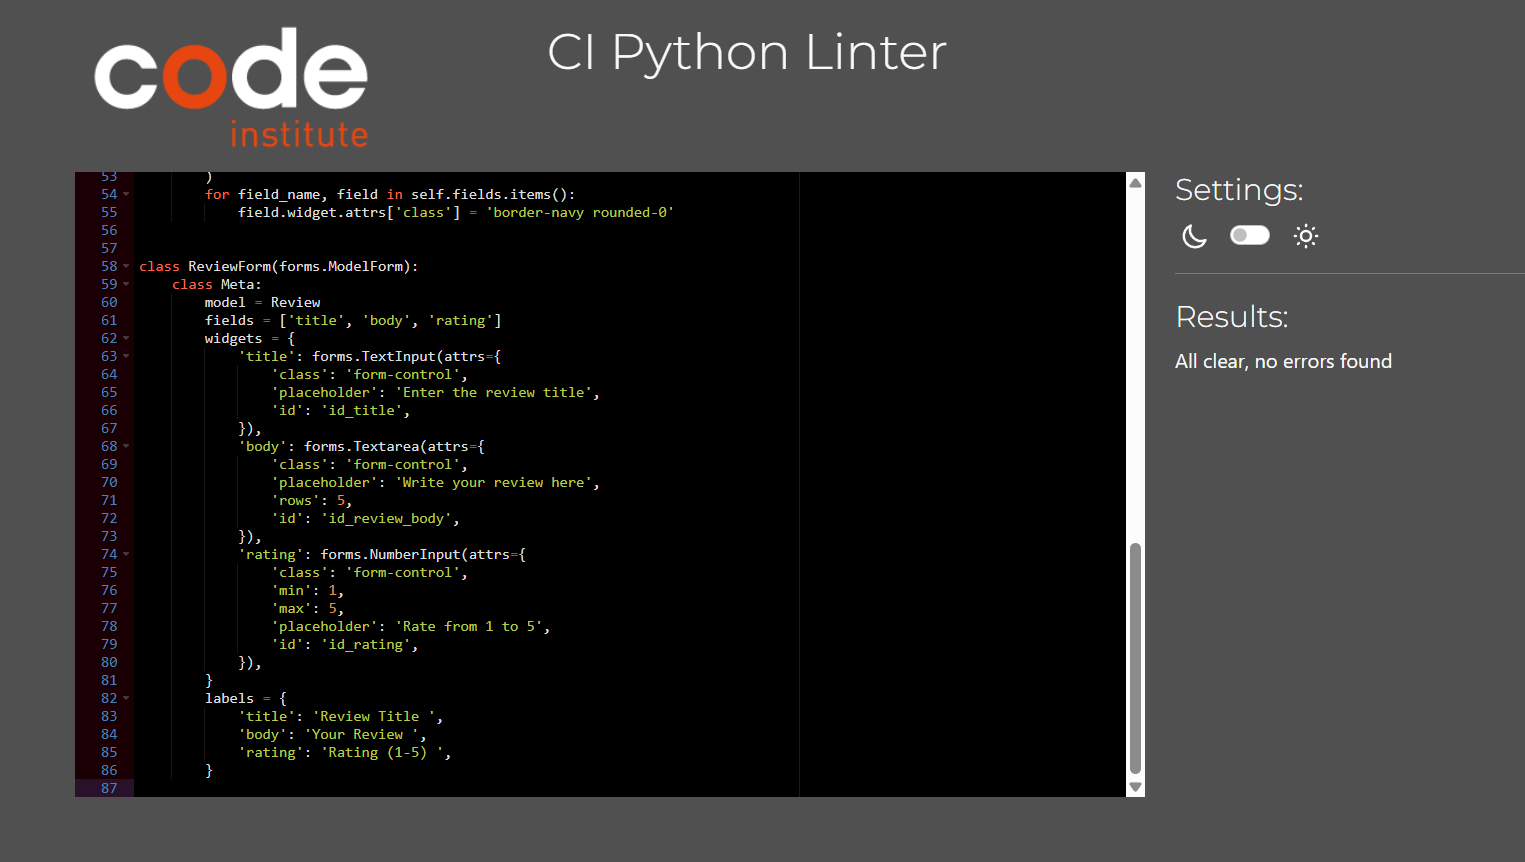 code
institute
CI Python Linter
53 )
54 for field_name, field in self.fields.items():
55 field.widget.attrs['class'] = 'border-navy rounded-0'
56
57
58 class ReviewForm(forms.ModelForm):
59 class Meta:
60 model = Review
61 fields = ['title', 'body', 'rating']
62 widgets = {
63 'title': forms.TextInput(attrs={
64 'class': 'form-control',
65 'placeholder': 'Enter the review title',
66 'id': 'id_title',
67 }),
68 'body': forms.Textarea(attrs={
69 'class': 'form-control',
70 'placeholder': 'Write your review here',
71 'rows': 5,
72 'id': 'id_review_body',
73 }),
74 'rating': forms.NumberInput(attrs={
75 'class': 'form-control',
76 'min': 1,
77 'max': 5,
78 'placeholder': 'Rate from 1 to 5',
79 'id': 'id_rating',
80 }),
81 }
82 labels = {
83 'title': 'Review Title ',
84 'body': 'Your Review ',
85 'rating': 'Rating (1-5) ',
86 }
87
Settings:
Results:
All clear, no errors found